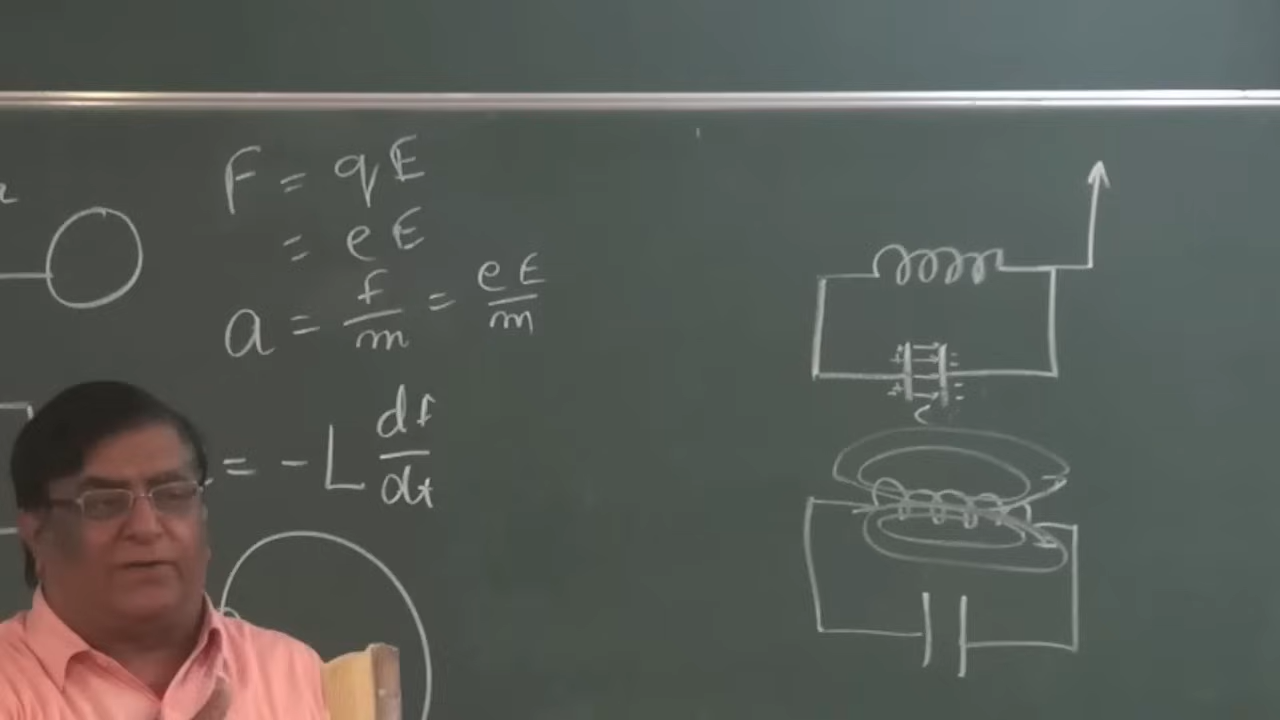 F = qE
= eE
a = f/m = eE/m
= -L df/dt
+ + - -
+ + - -
C